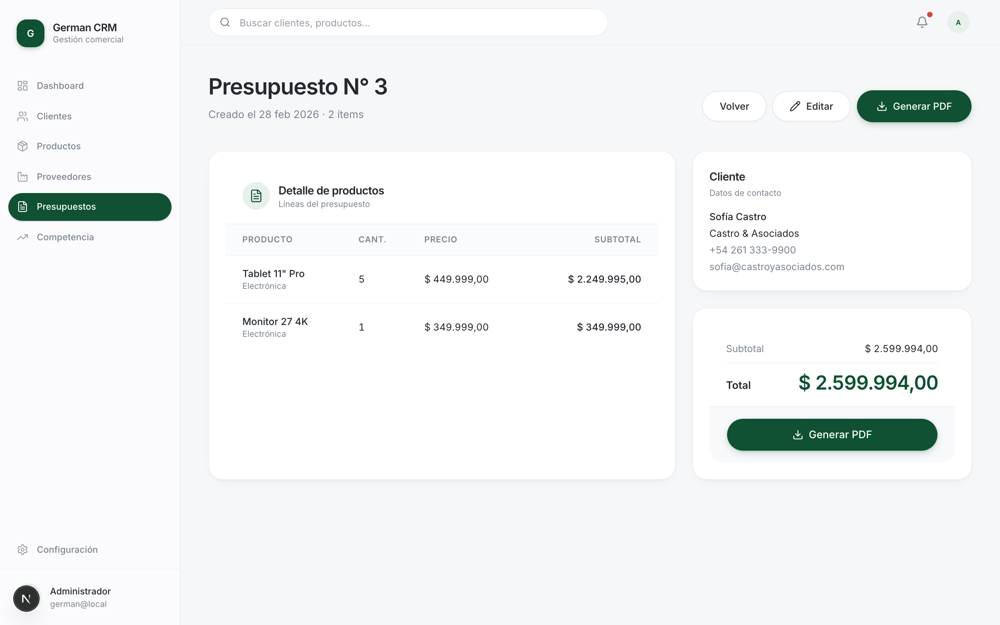 G
German CRM
Gestión comercial
Dashboard
Clientes
Productos
Proveedores
Presupuestos
Competencia
Configuración
N
Administrador
german@local
Buscar clientes, productos...
A
Presupuesto N° 3
Creado el 28 feb 2026 · 2 ítems
Volver
Editar
Generar PDF
Detalle de productos
Líneas del presupuesto
PRODUCTO CANT. PRECIO SUBTOTAL
Tablet 11" Pro
Electrónica
5 $ 449.999,00 $ 2.249.995,00
Monitor 27 4K
Electrónica
1 $ 349.999,00 $ 349.999,00
Cliente
Datos de contacto
Sofía Castro
Castro & Asociados
+54 261 333-9900
sofia@castroyasociados.com
Subtotal $ 2.599.994,00
Total $ 2.599.994,00
Generar PDF